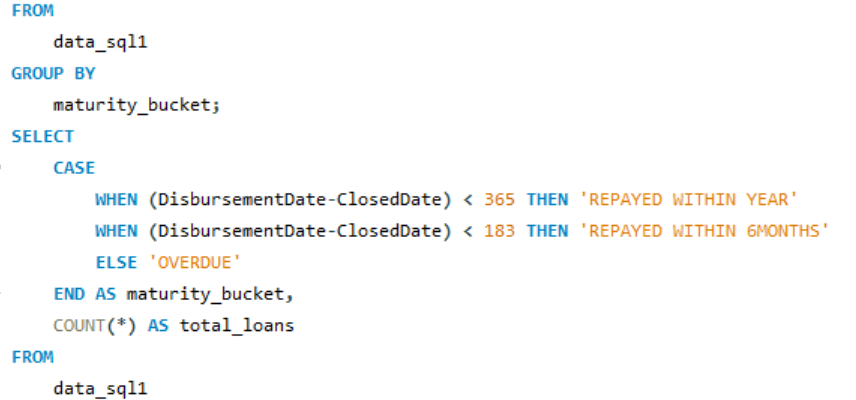 FROM
data_sql1
GROUP BY
maturity_bucket;
SELECT
CASE
WHEN (DisbursementDate-ClosedDate) < 365 THEN 'REPAYED WITHIN YEAR'
WHEN (DisbursementDate-ClosedDate) < 183 THEN 'REPAYED WITHIN 6MONTHS'
ELSE 'OVERDUE'
END AS maturity_bucket,
COUNT(*) AS total_loans
FROM
data_sql1